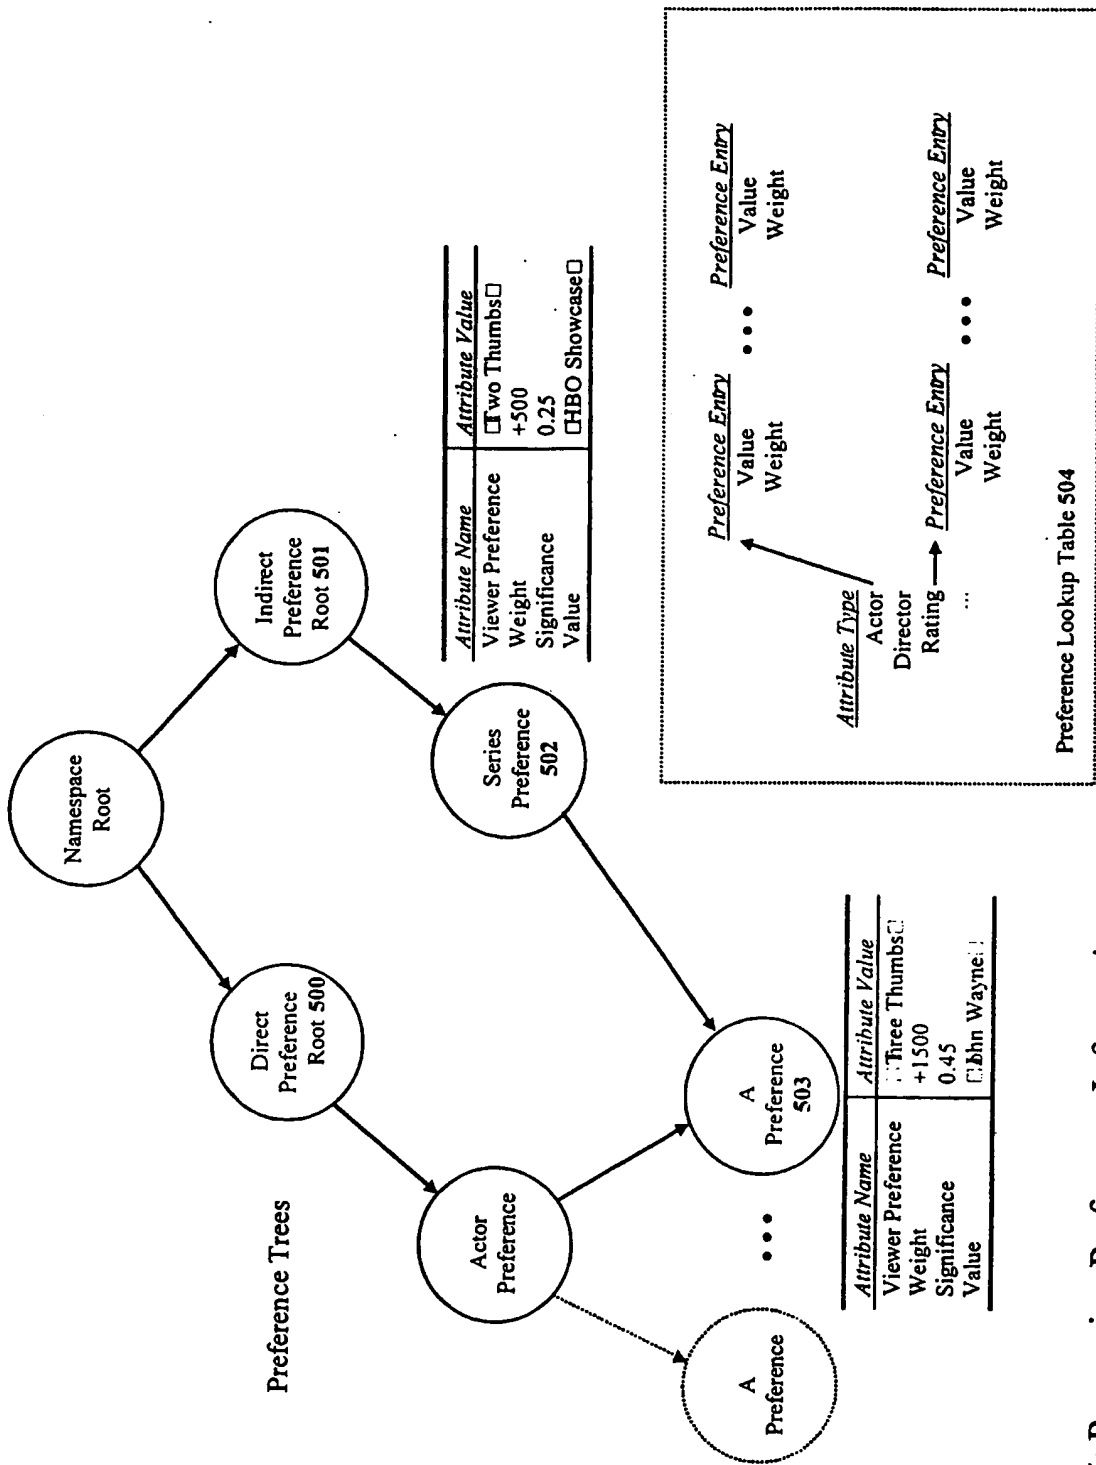 Preference Trees
Namespace
Root
Direct
Preference
Root 500
Indirect
Preference
Root 501
Actor
Preference
Series
Preference
502
Attribute Name Attribute Value
Viewer Preference □Two Thumbs□
Weight +500
Significance 0.25
Value □HBO Showcase□
A
Preference
...
A
Preference
503
Attribute Name Attribute Value
Viewer Preference □Three Thumbs□
Weight +1500
Significance 0.45
Value □John Wayne□
Attribute Type
Actor
Director
Rating
...
Preference Entry ... Preference Entry
Value Value
Weight Weight
Preference Entry ... Preference Entry
Value Value
Weight Weight
Preference Lookup Table 504